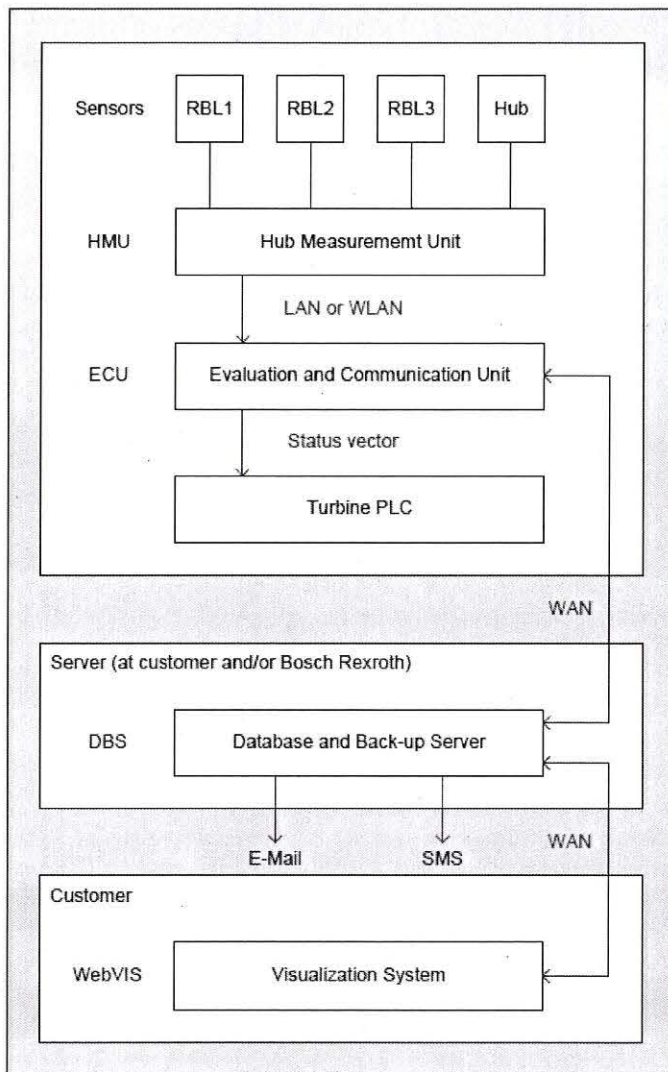 Sensors RBL1 RBL2 RBL3 Hub
HMU Hub Measurememt Unit
LAN or WLAN
ECU Evaluation and Communication Unit
Status vector
Turbine PLC
WAN
Server (at customer and/or Bosch Rexroth)
DBS Database and Back-up Server
E-Mail SMS WAN
Customer
WebVIS Visualization System